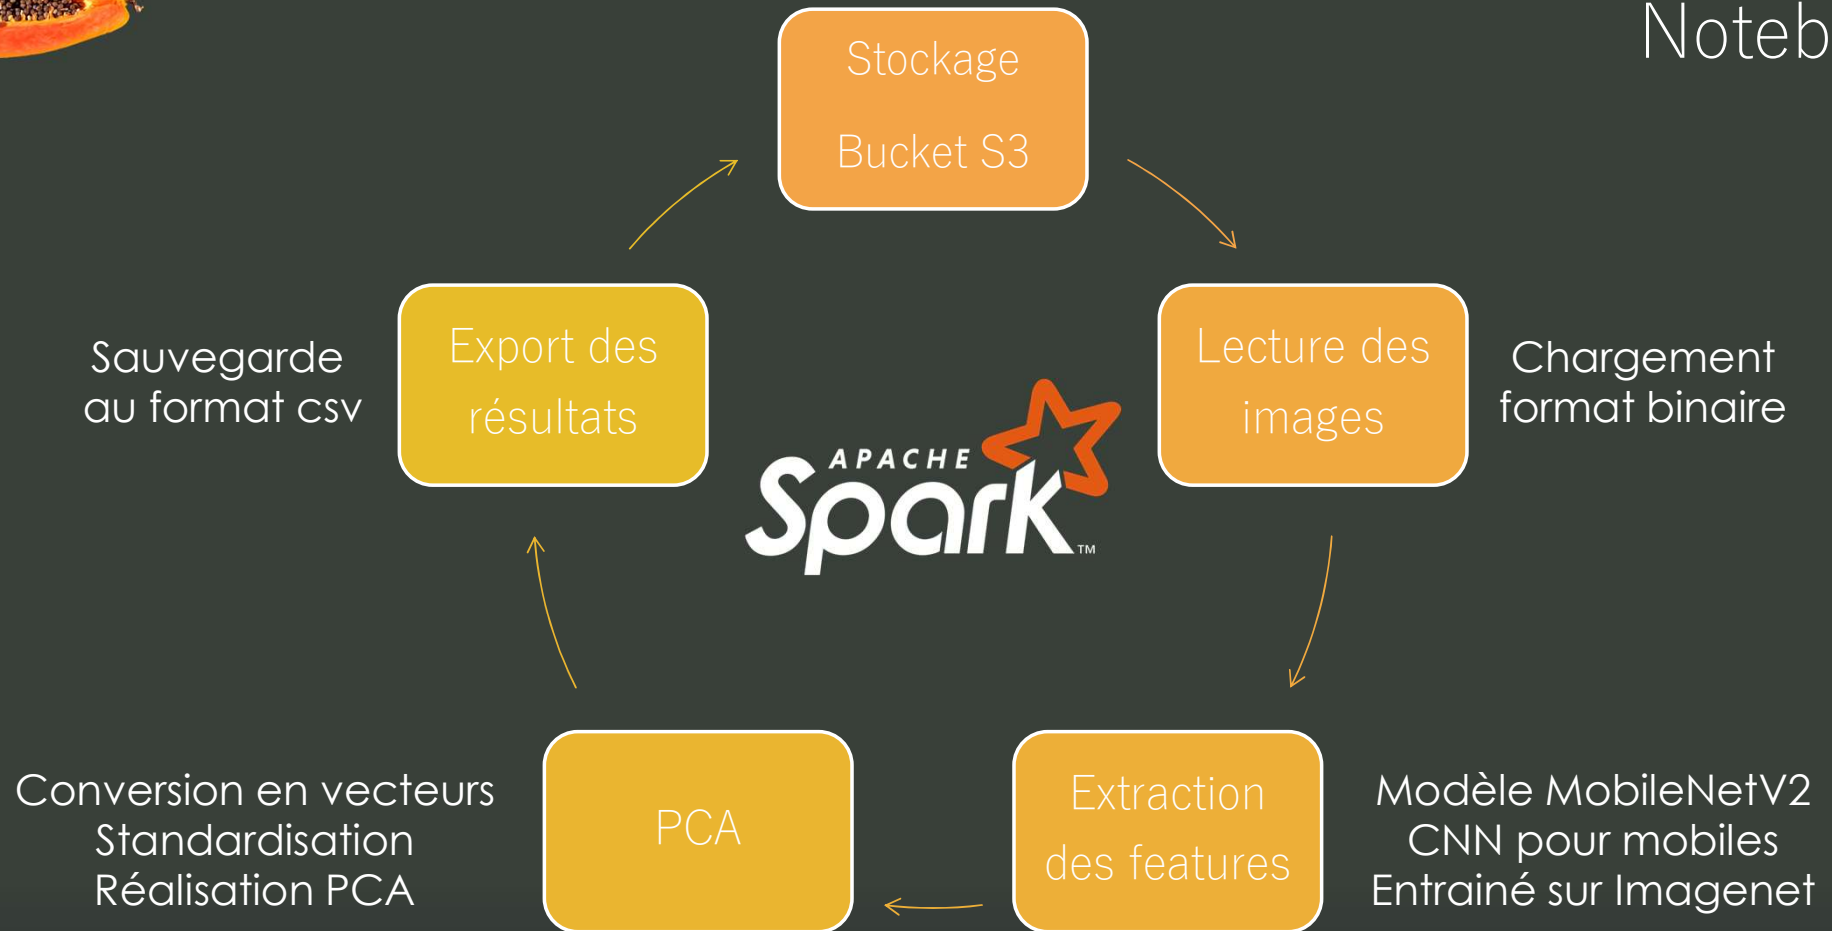 Noteb
Stockage
Bucket S3
Sauvegarde
au format csv
Export des
résultats
Lecture des
images
Chargement
format binaire
APACHE
Spark
TM
Conversion en vecteurs
Standardisation
Réalisation PCA
PCA
Extraction
des features
Modèle MobileNetV2
CNN pour mobiles
Entrainé sur Imagenet